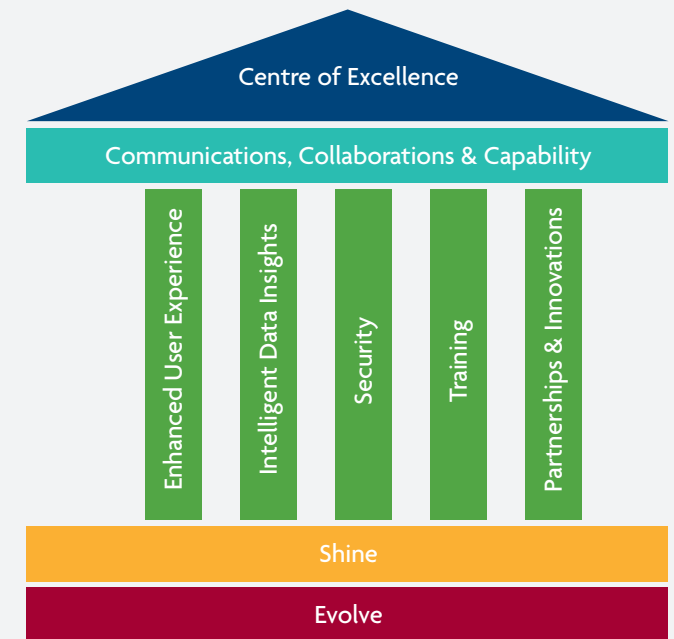 Centre of Excellence
Communications, Collaborations & Capability
Enhanced User Experience
Intelligent Data Insights
Security
Training
Partnerships & Innovations
Shine
Evolve